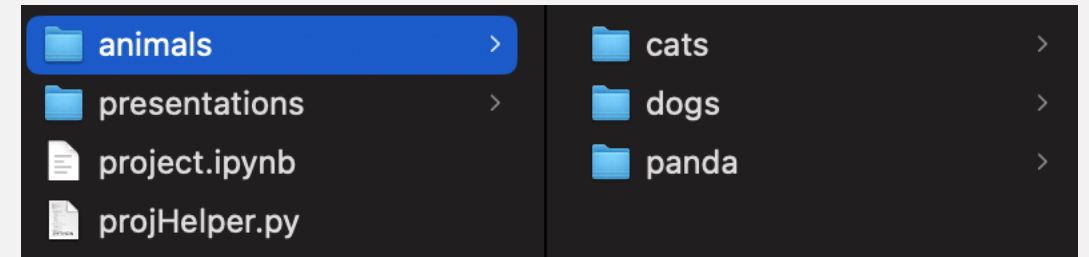 animals
presentations
project.ipynb
projHelper.py
cats
dogs
panda